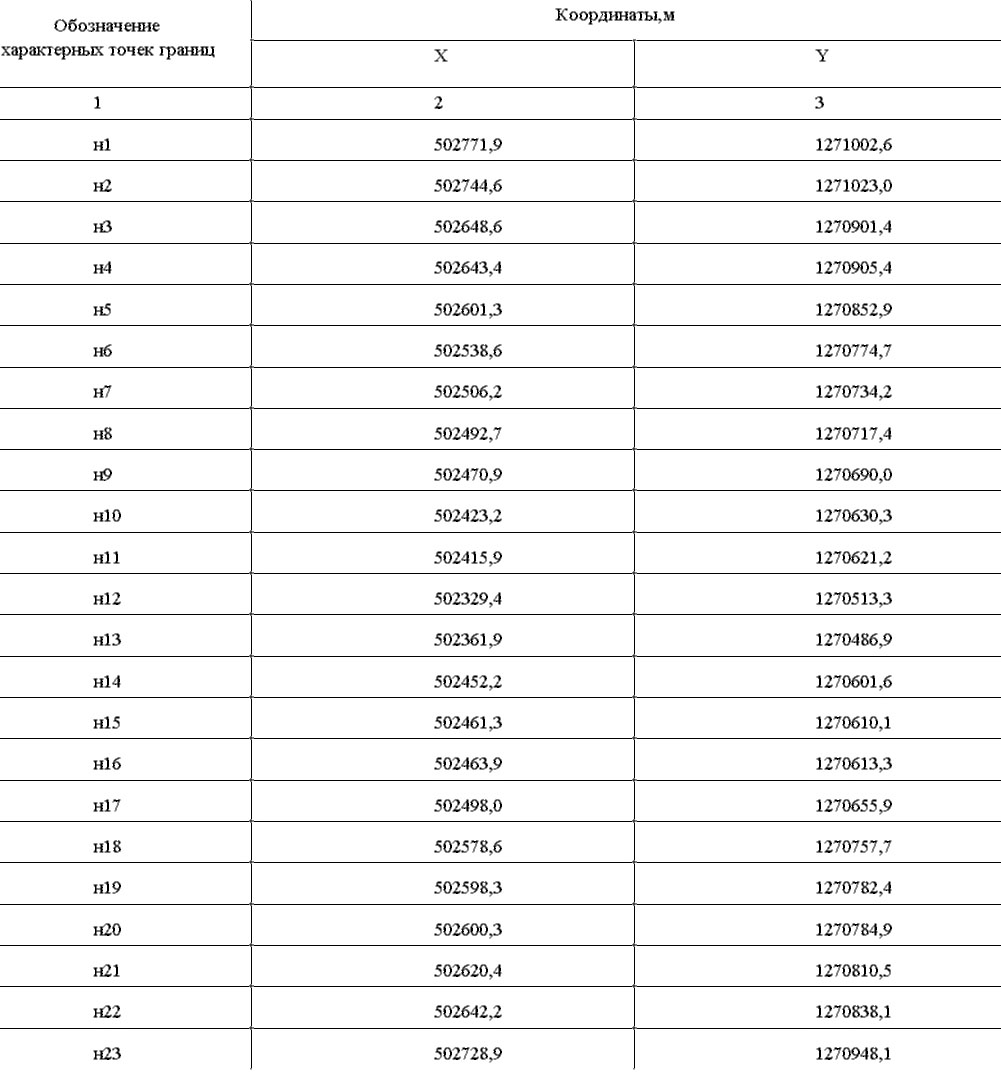 Обозначение
характерных точек границ
Координаты,м
X Y
1 2 3
н1 502771,9 1271002,6
н2 502744,6 1271023,0
н3 502648,6 1270901,4
н4 502643,4 1270905,4
н5 502601,3 1270852,9
н6 502538,6 1270774,7
н7 502506,2 1270734,2
н8 502492,7 1270717,4
н9 502470,9 1270690,0
н10 502423,2 1270630,3
н11 502415,9 1270621,2
н12 502329,4 1270513,3
н13 502361,9 1270486,9
н14 502452,2 1270601,6
н15 502461,3 1270610,1
н16 502463,9 1270613,3
н17 502498,0 1270655,9
н18 502578,6 1270757,7
н19 502598,3 1270782,4
н20 502600,3 1270784,9
н21 502620,4 1270810,5
н22 502642,2 1270838,1
н23 502728,9 1270948,1